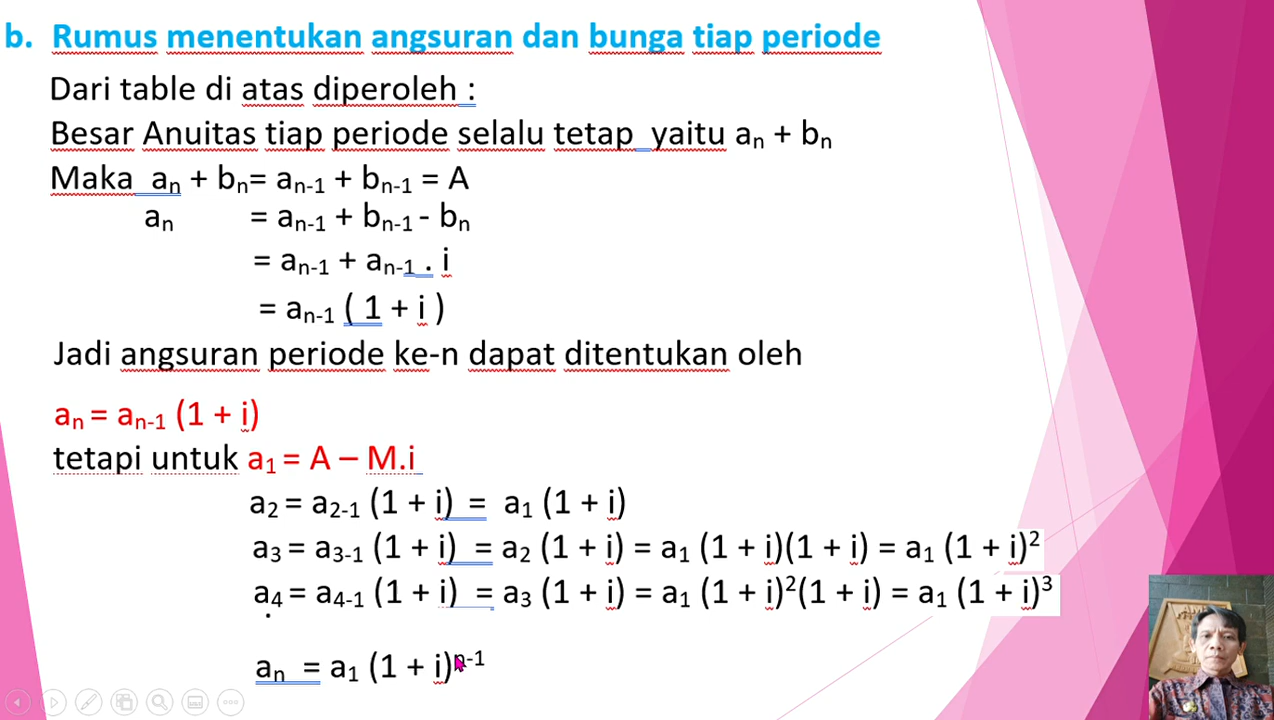 b. Rumus menentukan angsuran dan bunga tiap periode
Dari table di atas diperoleh :
Besar Anuitas tiap periode selalu tetap yaitu aₙ + bₙ
Maka aₙ + bₙ= aₙ₋₁ + bₙ₋₁ = A
aₙ = aₙ₋₁ + bₙ₋₁ - bₙ
= aₙ₋₁ + aₙ₋₁ . i
= aₙ₋₁ ( 1 + i )
Jadi angsuran periode ke-n dapat ditentukan oleh
aₙ = aₙ₋₁ (1 + i)
tetapi untuk a₁ = A – M.i
a₂ = a₂₋₁ (1 + i) = a₁ (1 + i)
a₃ = a₃₋₁ (1 + i) = a₂ (1 + i) = a₁ (1 + i)(1 + i) = a₁ (1 + i)²
a₄ = a₄₋₁ (1 + i) = a₃ (1 + i) = a₁ (1 + i)²(1 + i) = a₁ (1 + i)³
.
aₙ = a₁ (1 + i)ⁿ⁻¹